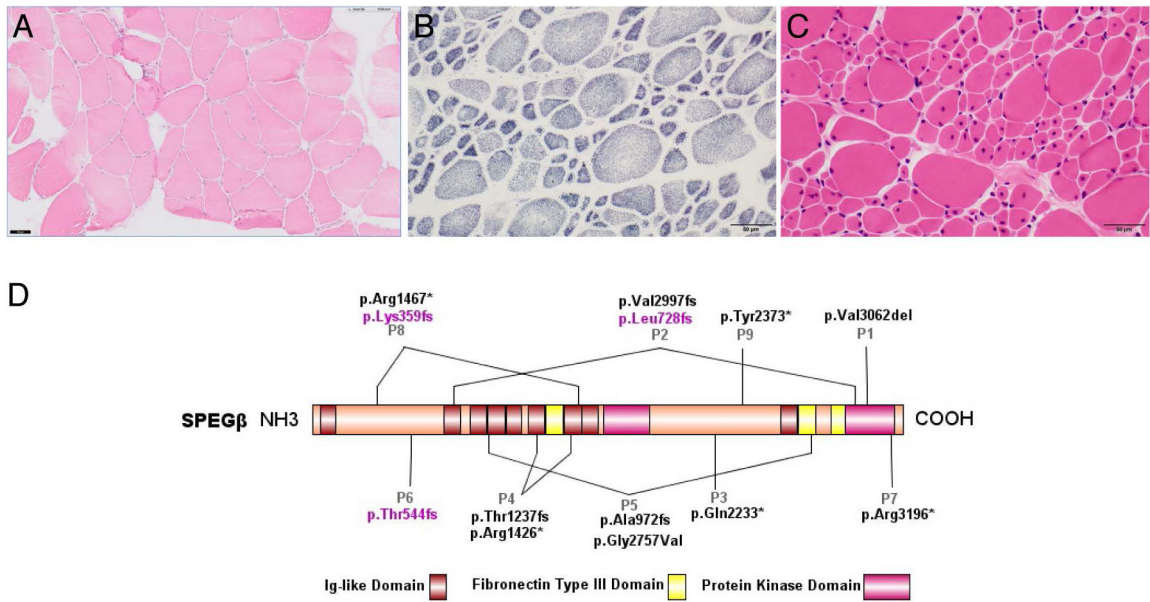 A
B
C
50 µm
50 µm
D
p.Arg1467*
p.Lys359fs
P8
p.Val2997fs
p.Leu728fs
P2
p.Tyr2373*
P9
p.Val3062del
P1
SPEGβ NH3
COOH
P6
p.Thr544fs
P4
p.Thr1237fs
p.Arg1426*
P5
p.Ala972fs
p.Gly2757Val
P3
p.Gln2233*
P7
p.Arg3196*
Ig-like Domain
Fibronectin Type III Domain
Protein Kinase Domain